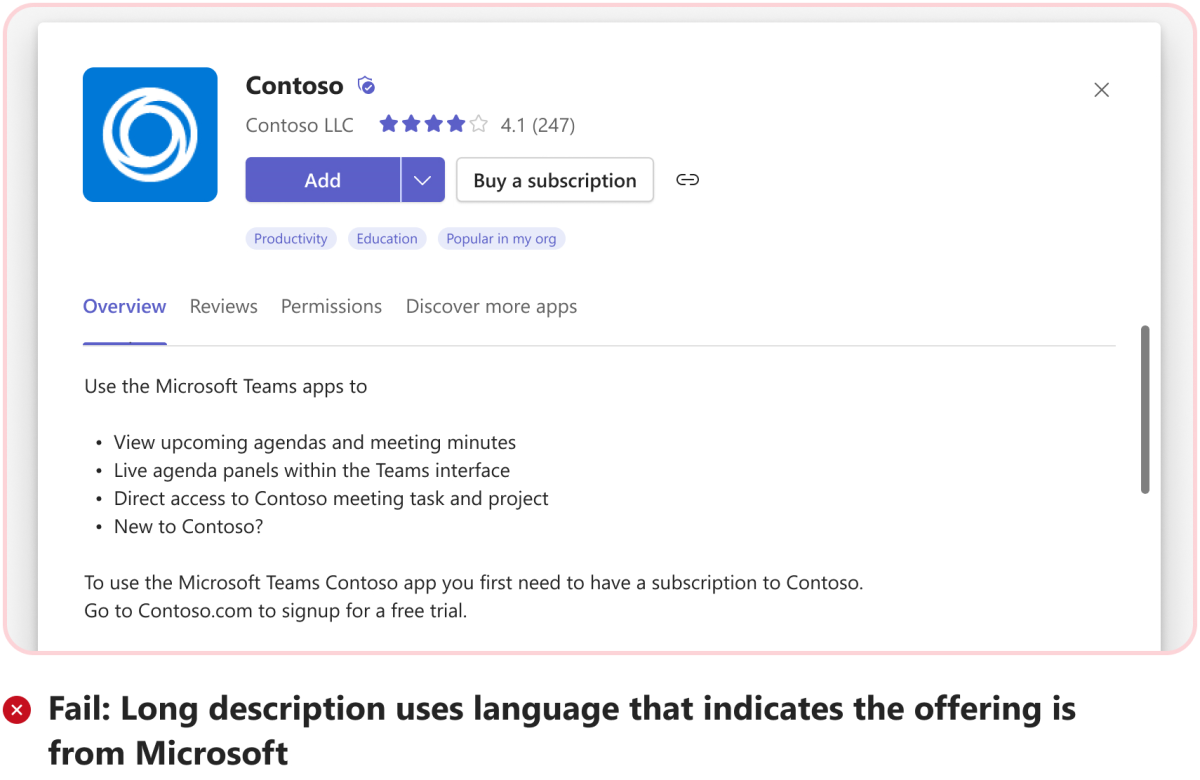 Contoso
Contoso LLC 4.1 (247)
Add Buy a subscription
Productivity Education Popular in my org
Overview Reviews Permissions Discover more apps
Use the Microsoft Teams apps to
• View upcoming agendas and meeting minutes
• Live agenda panels within the Teams interface
• Direct access to Contoso meeting task and project
• New to Contoso?
To use the Microsoft Teams Contoso app you first need to have a subscription to Contoso.
Go to Contoso.com to signup for a free trial.
Fail: Long description uses language that indicates the offering is
from Microsoft